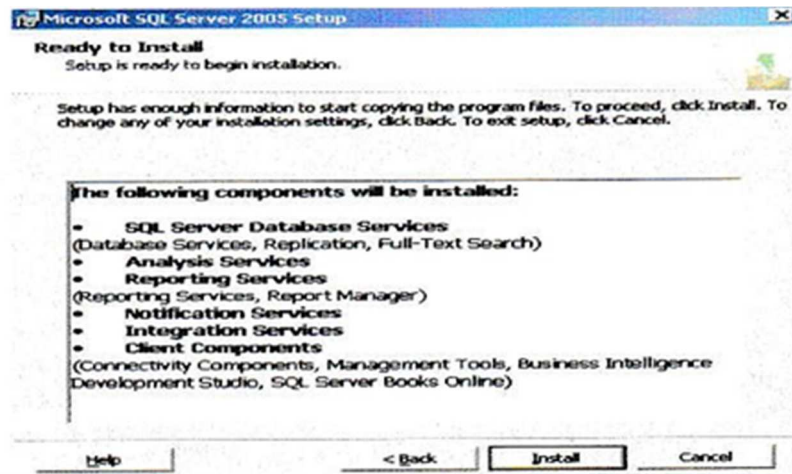 Microsoft SQL Server 2005 Setup
Ready to Install
Setup is ready to begin installation.
Setup has enough information to start copying the program files. To proceed, click Install. To
change any of your installation settings, click Back. To exit setup, click Cancel.
The following components will be installed:
• SQL Server Database Services
(Database Services, Replication, Full-Text Search)
• Analysis Services
• Reporting Services
(Reporting Services, Report Manager)
• Notification Services
• Integration Services
• Client Components
(Connectivity Components, Management Tools, Business Intelligence
Development Studio, SQL Server Books Online)
Help
< Back
Install
Cancel